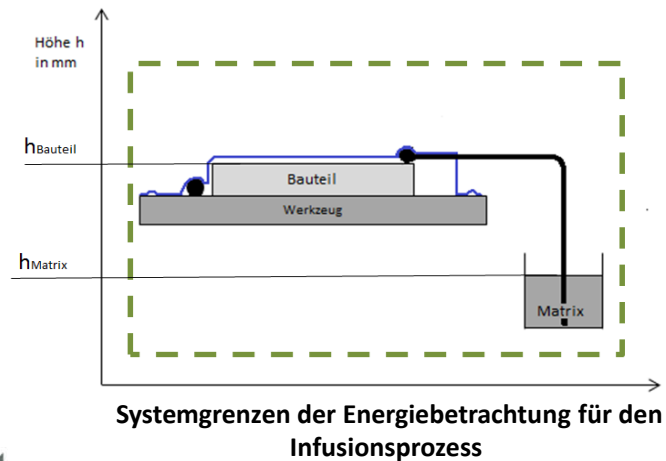 Höhe h
in mm
hBauteil
Bauteil
Werkzeug
hMatrix
Matrix
Systemgrenzen der Energiebetrachtung für den
Infusionsprozess